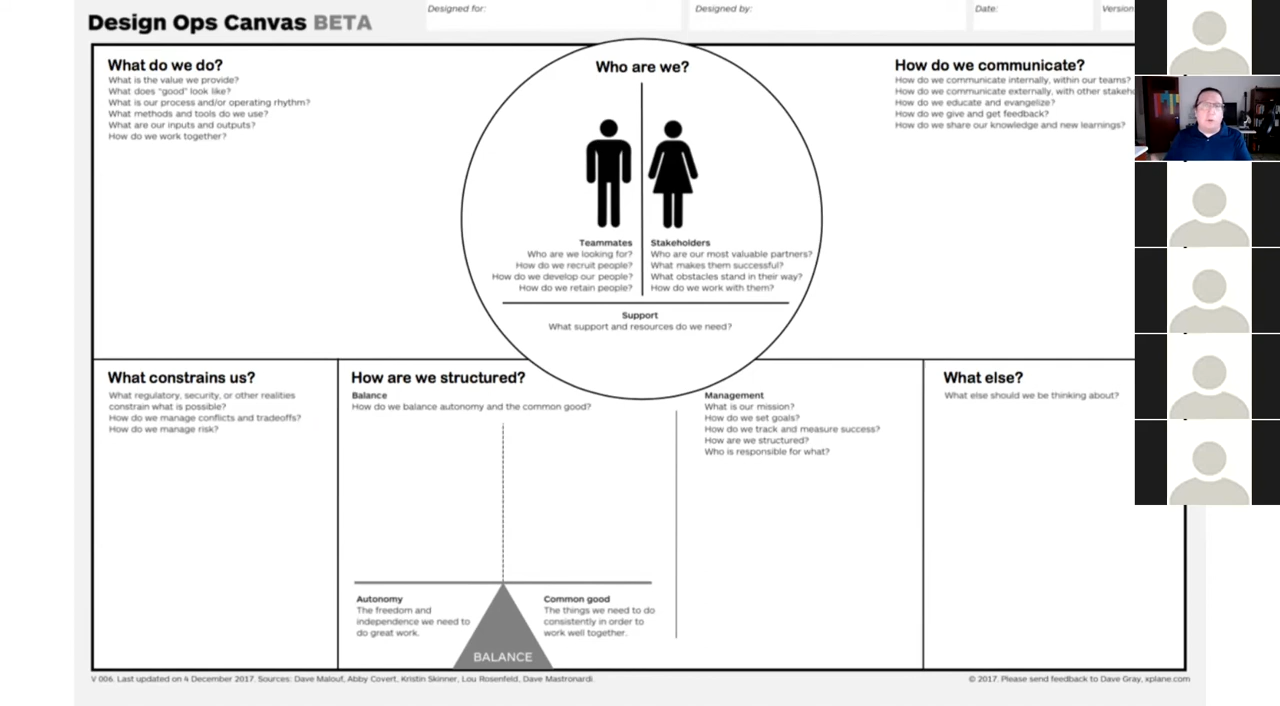 Design Ops Canvas BETA
Designed for:
Designed by:
Date:
Version
What do we do?
What is the value we provide?
What does “good” look like?
What is our process and/or operating rhythm?
What methods and tools do we use?
What are our inputs and outputs?
How do we work together?
Who are we?
Teammates
Who are we looking for?
How do we recruit people?
How do we develop our people?
How do we retain people?
Stakeholders
Who are our most valuable partners?
What makes them successful?
What obstacles stand in their way?
How do we work with them?
Support
What support and resources do we need?
How do we communicate?
How do we communicate internally, within our teams?
How do we communicate externally, with other
How do we educate and evangelize?
How do we give and get feedback?
How do we share our knowledge and new learnings?
What constrains us?
What regulatory, security, or other realities
constrain what is possible?
How do we manage conflicts and tradeoffs?
How do we manage risk?
How are we structured?
Balance
How do we balance autonomy and the common good?
Autonomy
The freedom and
independence we need to
do great work.
Common good
The things we need to do
consistently in order to
work well together.
BALANCE
Management
What is our mission?
How do we set goals?
How do we track and measure success?
How are we structured?
Who is responsible for what?
What else?
What else should we be thinking about?
V 006. Last updated on 4 December 2017. Sources: Dave Malouf, Abby Covert, Kristin Skinner, Lou Rosenfeld, Dave Mastronardi.
© 2017. Please send feedback to Dave Gray, xplane.com